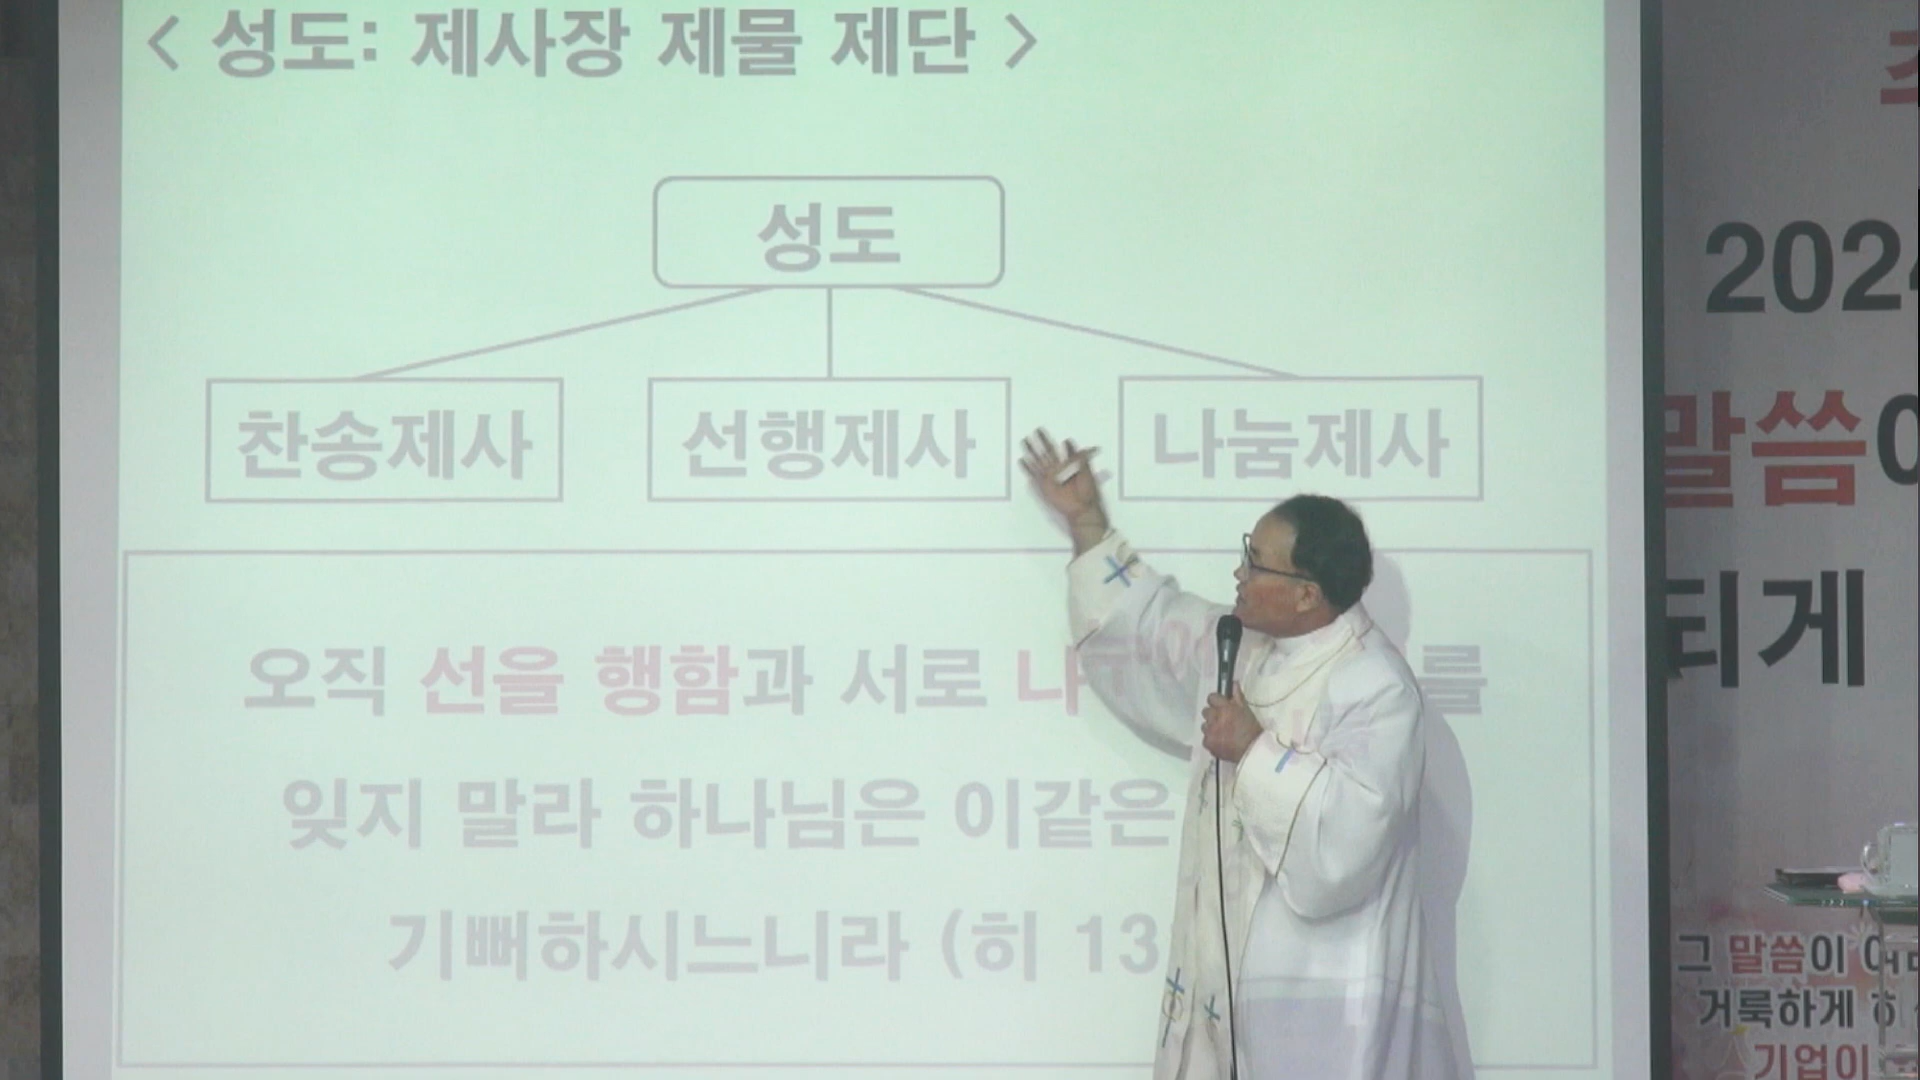 < 성도: 제사장 제물 제단 >
성도
찬송제사 선행제사 나눔제사
오직 선을 행함과 서로 를
잊지 말라 하나님은 이같은
기뻐하시느니라 (히 13
202
말씀이
되게
그 말씀이
거룩하게
기업이